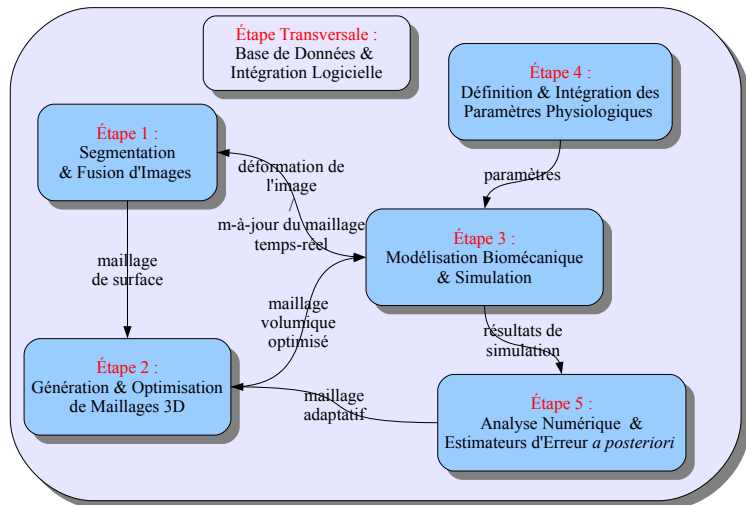 Étape Transversale :
Base de Données &
Intégration Logicielle
Étape 4 :
Définition & Intégration des
Paramètres Physiologiques
Étape 1 :
Segmentation
& Fusion d'Images
déformation de
l'image
/
m-à-jour du maillage
temps-réel
paramètres
Étape 3 :
Modélisation Biomécanique
& Simulation
maillage
de surface
maillage
volumique
optimisé
résultats de
simulation
Étape 2 :
Génération & Optimisation
de Maillages 3D
maillage
adaptatif
Étape 5 :
Analyse Numérique &
Estimateurs d'Erreur a posteriori